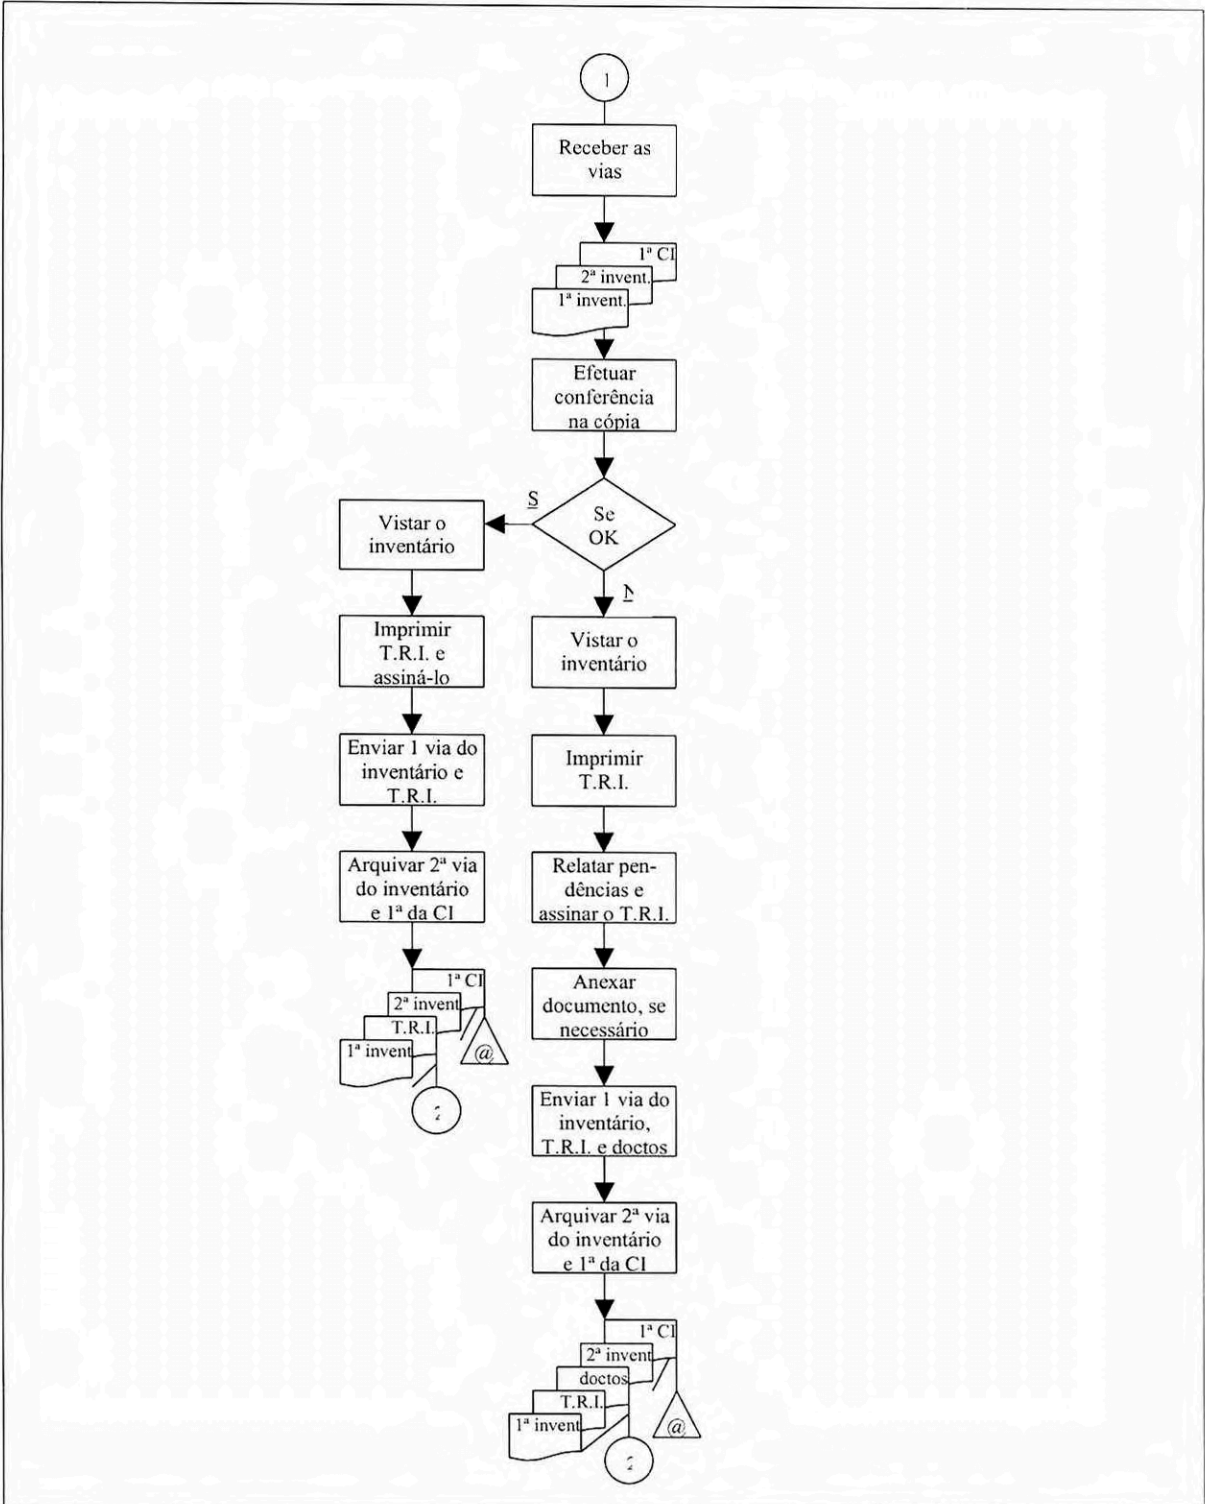 1
Receber as
vias
1ª CI
2ª invent.
1ª invent.
Efetuar
conferência
na cópia
Se
OK
S
Vistar o
inventário
Imprimir
T.R.I. e
assiná-lo
Enviar 1 via do
inventário e
T.R.I.
Arquivar 2ª via
do inventário
e 1ª da CI
1ª CI
2ª invent
T.R.I.
1ª invent
@
2
N
Vistar o
inventário
Imprimir
T.R.I.
Relatar pen-
dências e
assinar o T.R.I.
Anexar
documento, se
necessário
Enviar 1 via do
inventário,
T.R.I. e doctos
Arquivar 2ª via
do inventário
e 1ª da CI
1ª CI
2ª invent
doctos
T.R.I.
1ª invent
@
2